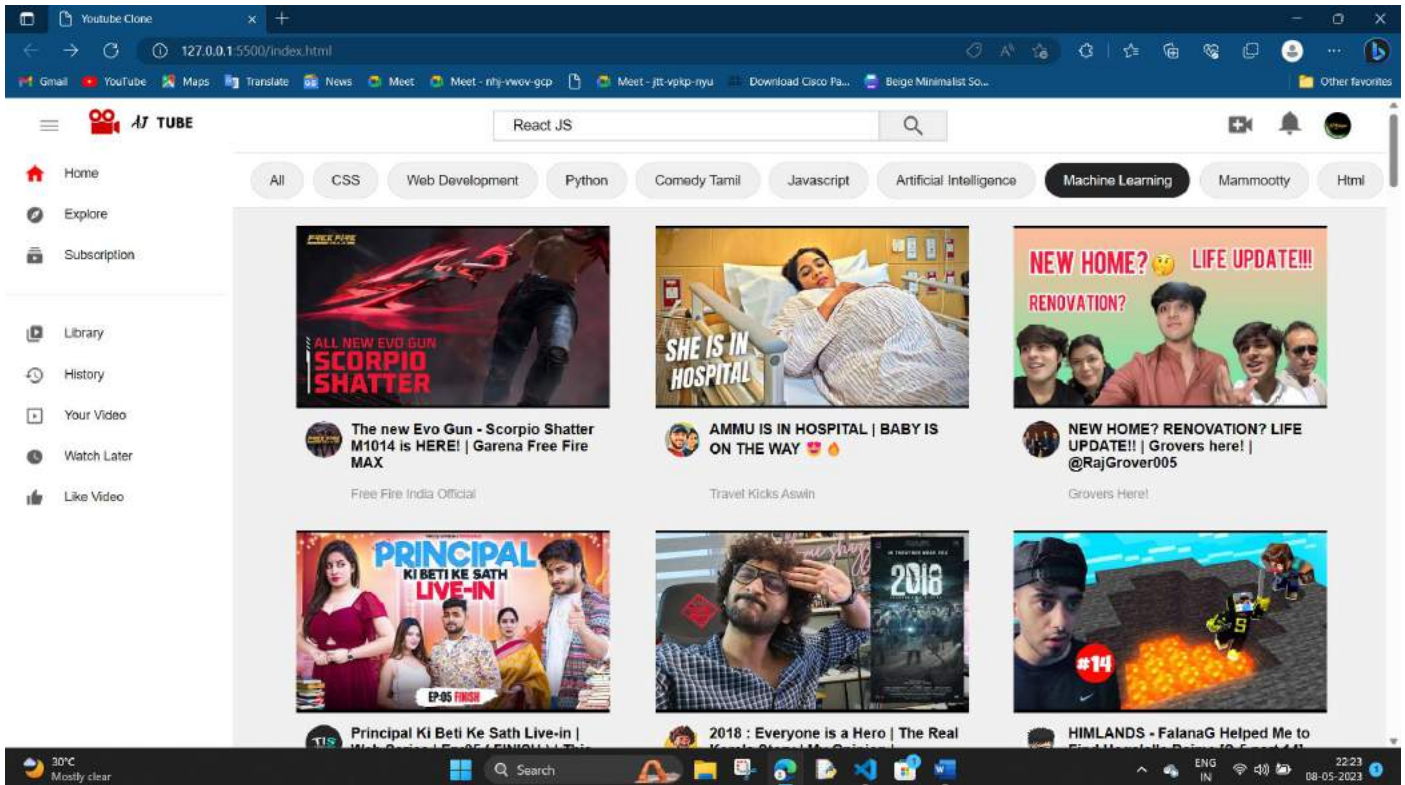 Youtube Clone
127.0.0.1:5500/index.html
Gmail YouTube Maps Translate News Meet Meet - nhj-vwov-gcp Meet - jtt-vpkp-nyu Download Cisco Pa... Beige Minimalist So... Other favorites
AJ TUBE
React JS
Home
Explore
Subscription
Library
History
Your Video
Watch Later
Like Video
All CSS Web Development Python Comedy Tamil Javascript Artificial Intelligence Machine Learning Mammootty Html
FREE FIRE
ALL NEW EVO GUN
SCORPIO
SHATTER
The new Evo Gun - Scorpio Shatter
M1014 is HERE! | Garena Free Fire
MAX
Free Fire India Official
SHE IS IN
HOSPITAL
AMMU IS IN HOSPITAL | BABY IS
ON THE WAY 😍 🔥
Travel Kicks Aswin
NEW HOME? 🤔 LIFE UPDATE!!!
RENOVATION?
NEW HOME? RENOVATION? LIFE
UPDATE!! | Grovers here! |
@RajGrover005
Grovers Here!
PRINCIPAL
KI BETI KE SATH
LIVE-IN
EP:05 FINISH
TIS
Principal Ki Beti Ke Sath Live-in |
2018
2018 : Everyone is a Hero | The Real
#14
S
HIMLANDS - FalanaG Helped Me to
30°C
Mostly clear
Search
ENG
IN
22:23
08-05-2023
1